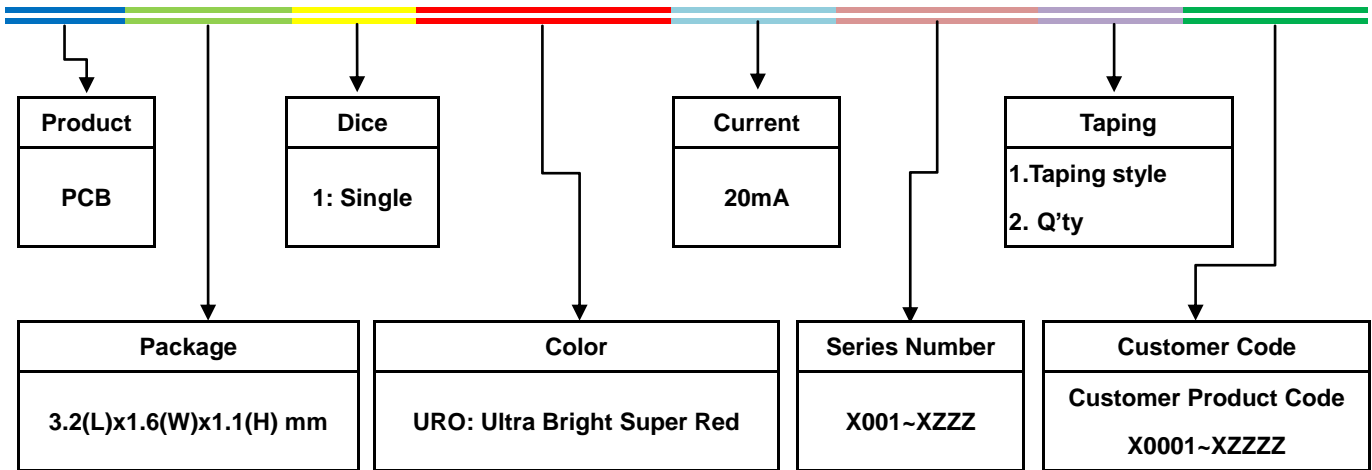 Product
PCB
Dice
1: Single
Current
20mA
Taping
1.Taping style
2. Q’ty
Package
3.2(L)x1.6(W)x1.1(H) mm
Color
URO: Ultra Bright Super Red
Series Number
X001~XZZZ
Customer Code
Customer Product Code
X0001~XZZZZ